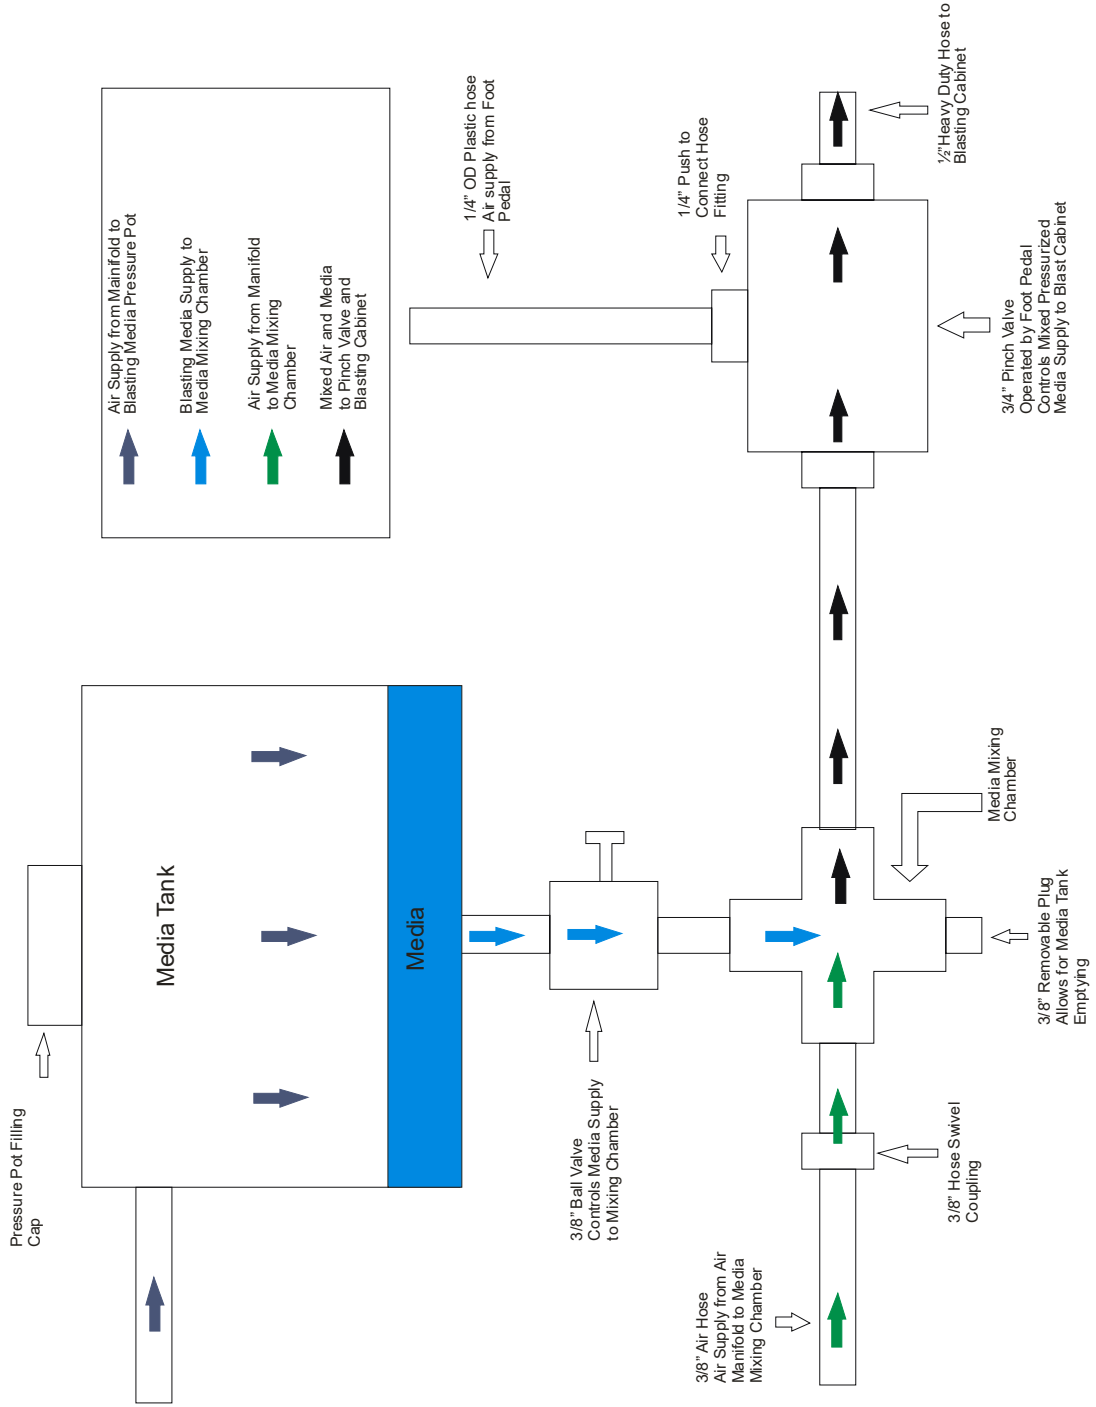 Air Supply from Mainifold to
Blasting Media Pressure Pot
Blasting Media Supply to
Media Mixing Chamber
Air Supply from Manifold
to Media Mixing
Chamber
Mixed Air and Media
to Pinch Valve and
Blasting Cabinet
Pressure Pot Filling
Cap
Media Tank
Media
1/4" OD Plastic hose
Air supply from Foot
Pedal
1/4" Push to
Connect Hose
Fitting
½"Heavy Duty Hose to
Blasting Cabinet
3/8" Ball Valve
Controls Media Supply
to Mixing Chamber
3/8" Air Hose
Air Supply from Air
Manifold to Media
Mixing Chamber
3/8" Hose Swivel
Coupling
3/8" Removable Plug
Allows for Media Tank
Emptying
Media Mixing
Chamber
3/4" Pinch Valve
Operated by Foot Pedal
Controls Mixed Pressurized
Media Supply to Blast Cabinet